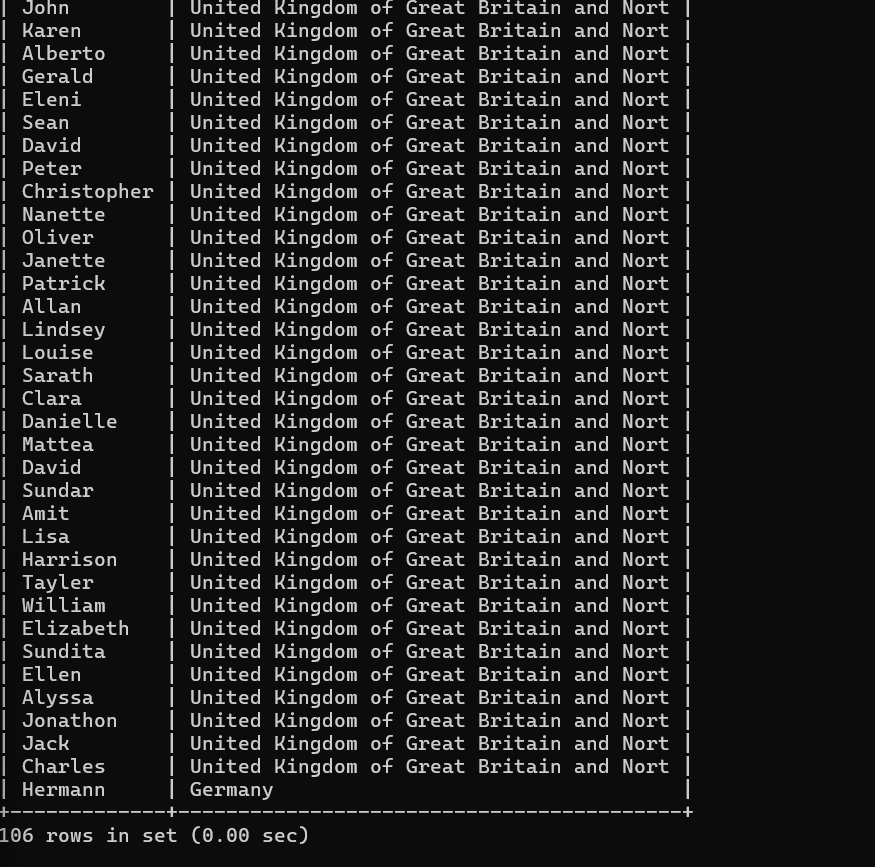 | John | United Kingdom of Great Britain and Nort |
| Karen | United Kingdom of Great Britain and Nort |
| Alberto | United Kingdom of Great Britain and Nort |
| Gerald | United Kingdom of Great Britain and Nort |
| Eleni | United Kingdom of Great Britain and Nort |
| Sean | United Kingdom of Great Britain and Nort |
| David | United Kingdom of Great Britain and Nort |
| Peter | United Kingdom of Great Britain and Nort |
| Christopher | United Kingdom of Great Britain and Nort |
| Nanette | United Kingdom of Great Britain and Nort |
| Oliver | United Kingdom of Great Britain and Nort |
| Janette | United Kingdom of Great Britain and Nort |
| Patrick | United Kingdom of Great Britain and Nort |
| Allan | United Kingdom of Great Britain and Nort |
| Lindsey | United Kingdom of Great Britain and Nort |
| Louise | United Kingdom of Great Britain and Nort |
| Sarath | United Kingdom of Great Britain and Nort |
| Clara | United Kingdom of Great Britain and Nort |
| Danielle | United Kingdom of Great Britain and Nort |
| Mattea | United Kingdom of Great Britain and Nort |
| David | United Kingdom of Great Britain and Nort |
| Sundar | United Kingdom of Great Britain and Nort |
| Amit | United Kingdom of Great Britain and Nort |
| Lisa | United Kingdom of Great Britain and Nort |
| Harrison | United Kingdom of Great Britain and Nort |
| Tayler | United Kingdom of Great Britain and Nort |
| William | United Kingdom of Great Britain and Nort |
| Elizabeth | United Kingdom of Great Britain and Nort |
| Sundita | United Kingdom of Great Britain and Nort |
| Ellen | United Kingdom of Great Britain and Nort |
| Alyssa | United Kingdom of Great Britain and Nort |
| Jonathon | United Kingdom of Great Britain and Nort |
| Jack | United Kingdom of Great Britain and Nort |
| Charles | United Kingdom of Great Britain and Nort |
| Hermann | Germany |
+-------------+------------------------------------------+
106 rows in set (0.00 sec)